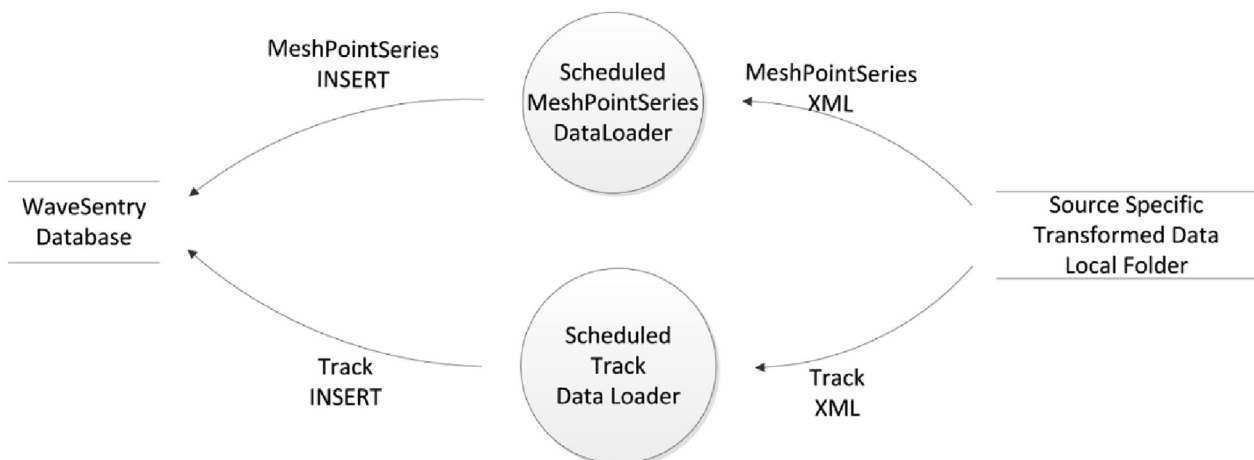 MeshPointSeries
INSERT
Scheduled
MeshPointSeries
DataLoader
MeshPointSeries
XML
WaveSentry
Database
Source Specific
Transformed Data
Local Folder
Track
INSERT
Scheduled
Track
Data Loader
Track
XML